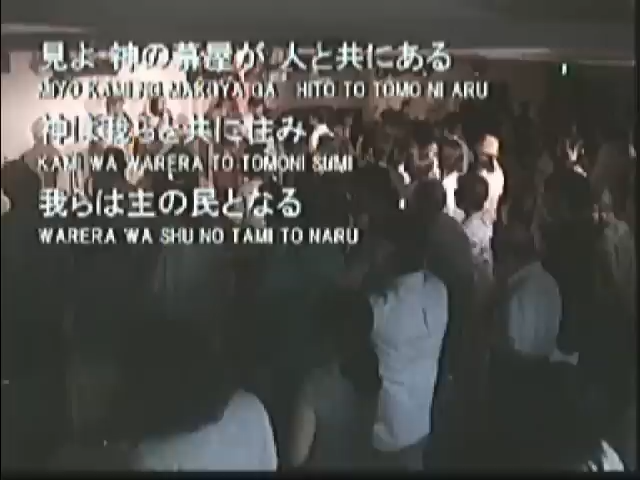 見よ 神の幕屋が 人と共にある
MIYO KAMI NO MAKUYA GA HITO TO TOMO NI ARU
神は我らと共に住み
KAMI WA WARERA TO TOMONI SUMI
我らは主の民となる
WARERA WA SHU NO TAMI TO NARU